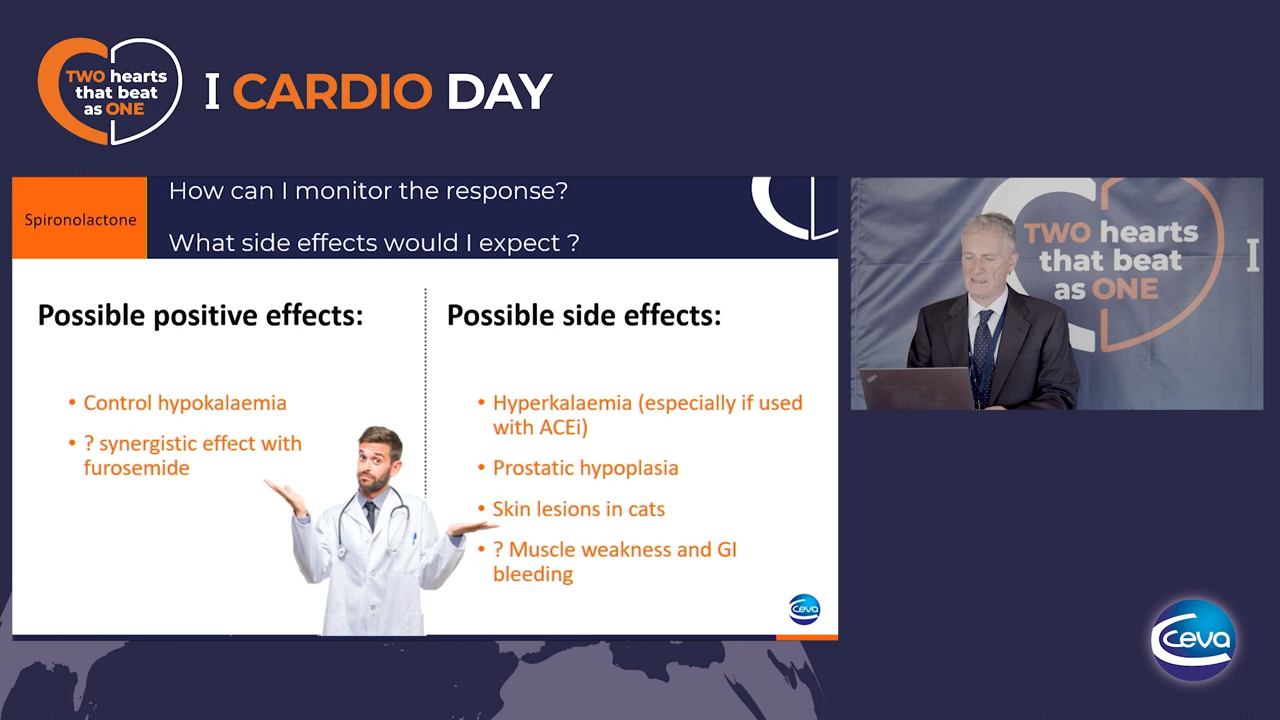 TWO hearts
that beat
as ONE
I CARDIO DAY
Spironolactone
How can I monitor the response?
What side effects would I expect ?
Possible positive effects:
• Control hypokalaemia
• ? synergistic effect with
furosemide
Possible side effects:
• Hyperkalaemia (especially if used
with ACEi)
• Prostatic hypoplasia
• Skin lesions in cats
• ? Muscle weakness and GI
bleeding
Ceva
TWO hearts
that beat
as ONE
I
Ceva